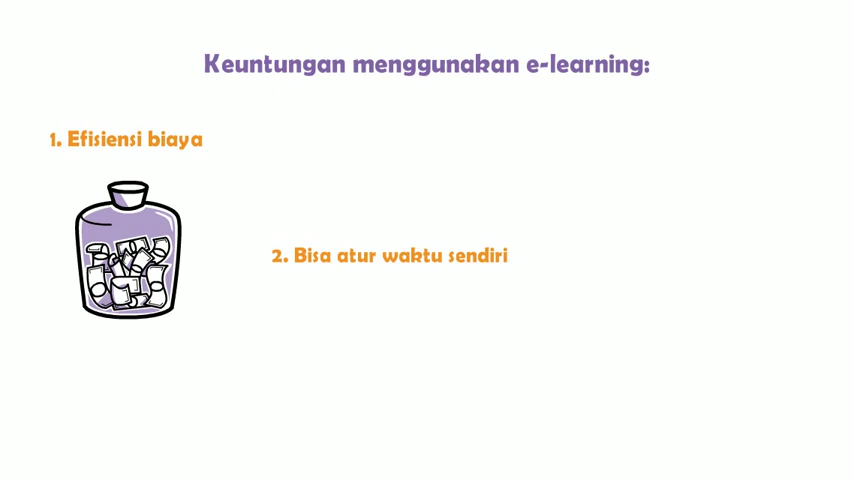 Keuntungan menggunakan e-learning:
1. Efisiensi biaya
2. Bisa atur waktu sendiri